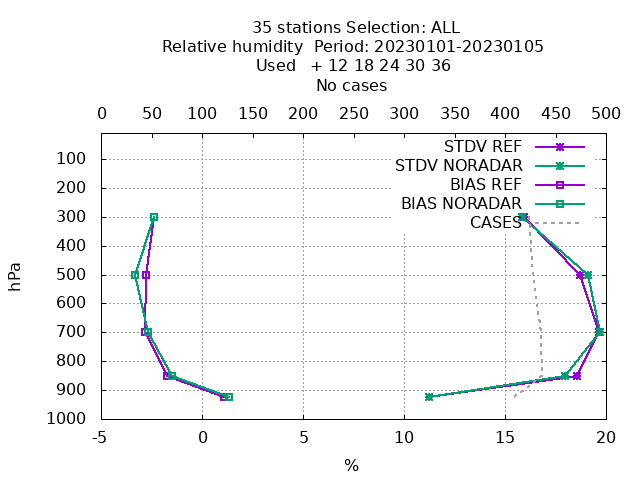 35 stations Selection: ALL
Relative humidity  Period: 20230101-20230105
Used   + 12 18 24 30 36
No cases
0 50 100 150 200 250 300 350 400 450 500
STDV REF
STDV NORADAR
BIAS REF
BIAS NORADAR
CASES
100
200
300
400
500
600
700
800
900
1000
hPa
-5 0 5 10 15 20
%